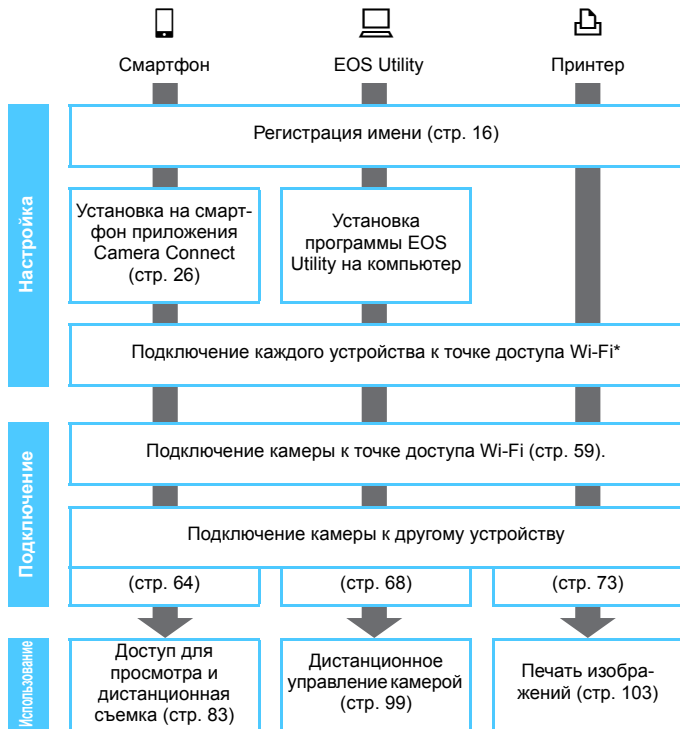 Смартфон
EOS Utility
Принтер
Настройка
Регистрация имени (стр. 16)
Установка на смарт-
фон приложения
Camera Connect
(стр. 26)
Установка
программы EOS
Utility на компьютер
Подключение каждого устройства к точке доступа Wi-Fi*
Подключение
Подключение камеры к точке доступа Wi-Fi (стр. 59).
Подключение камеры к другому устройству
(стр. 64)
(стр. 68)
(стр. 73)
Использование
Доступ для
просмотра и
дистанционная
съемка (стр. 83)
Дистанционное
управление камерой
(стр. 99)
Печать изобра-
жений (стр. 103)